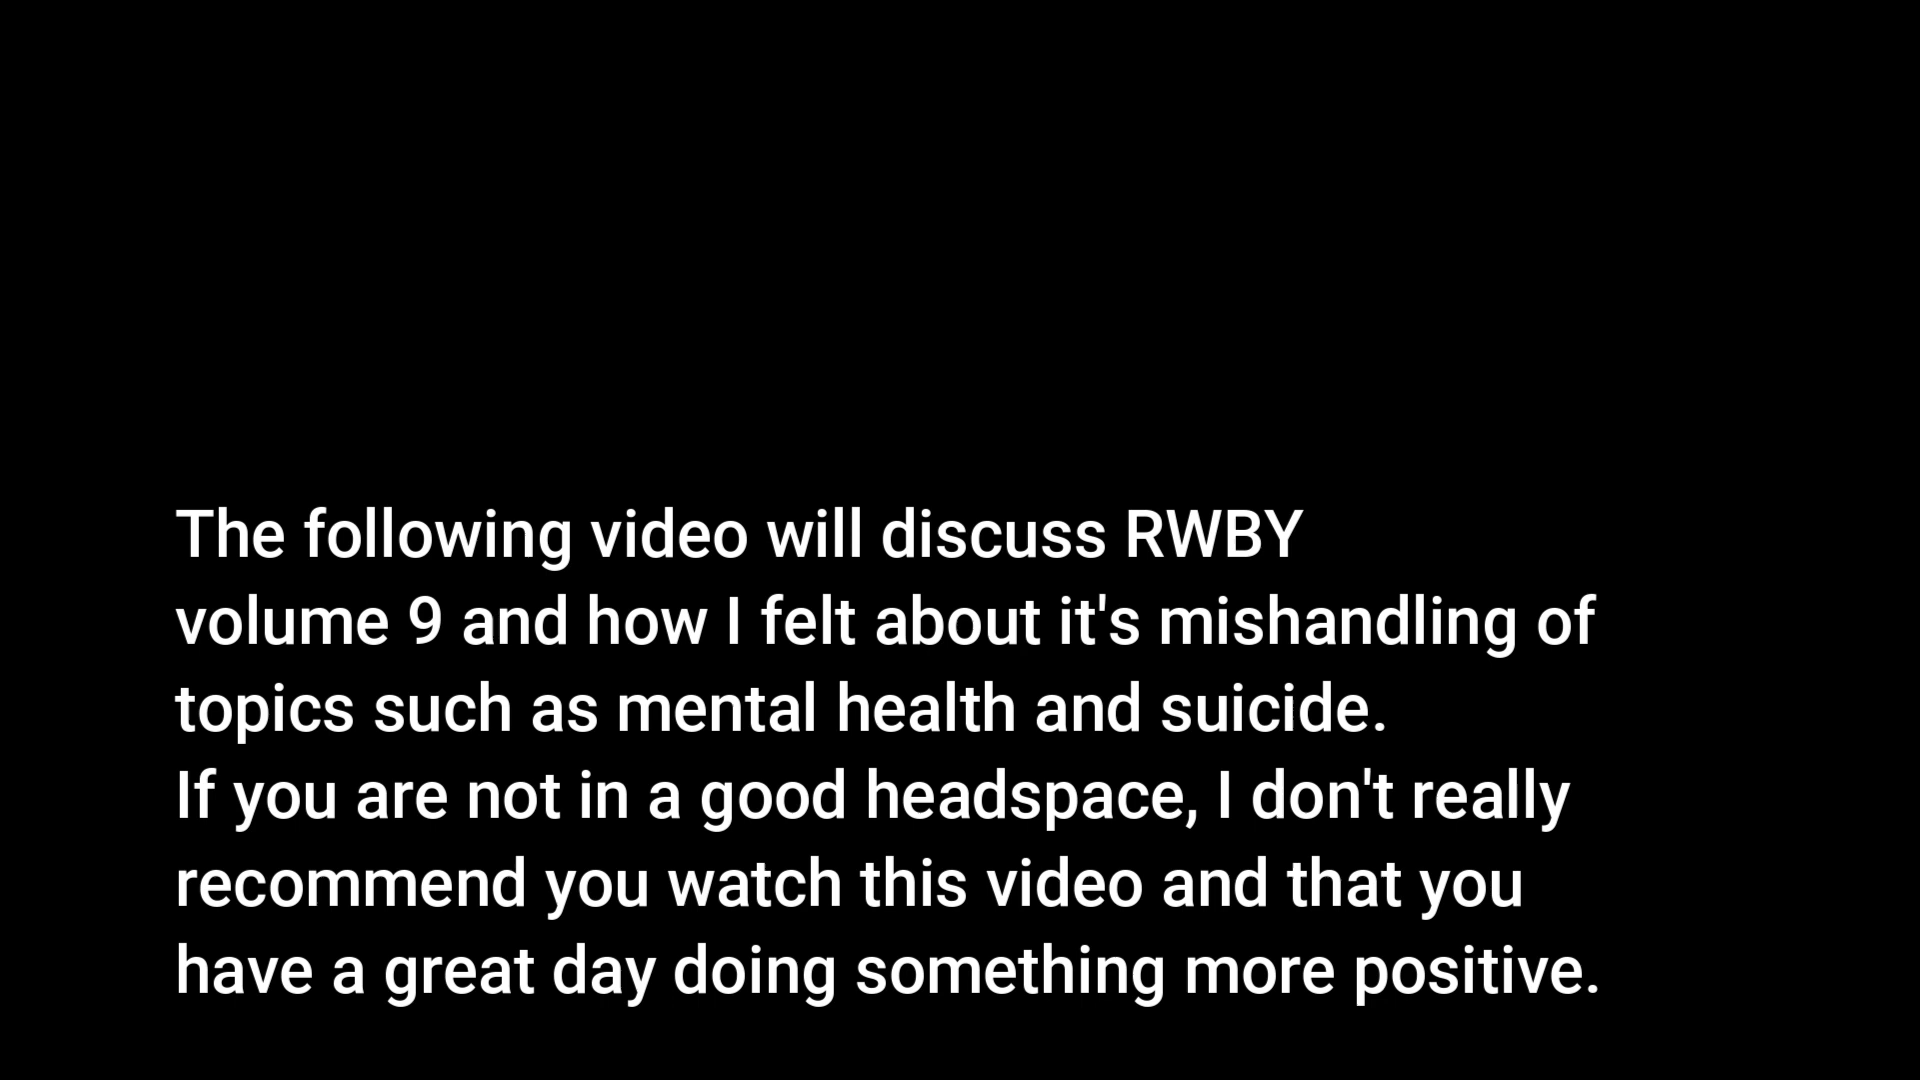 The following video will discuss RWBY
volume 9 and how I felt about it's mishandling of
topics such as mental health and suicide.
If you are not in a good headspace, I don't really
recommend you watch this video and that you
have a great day doing something more positive.